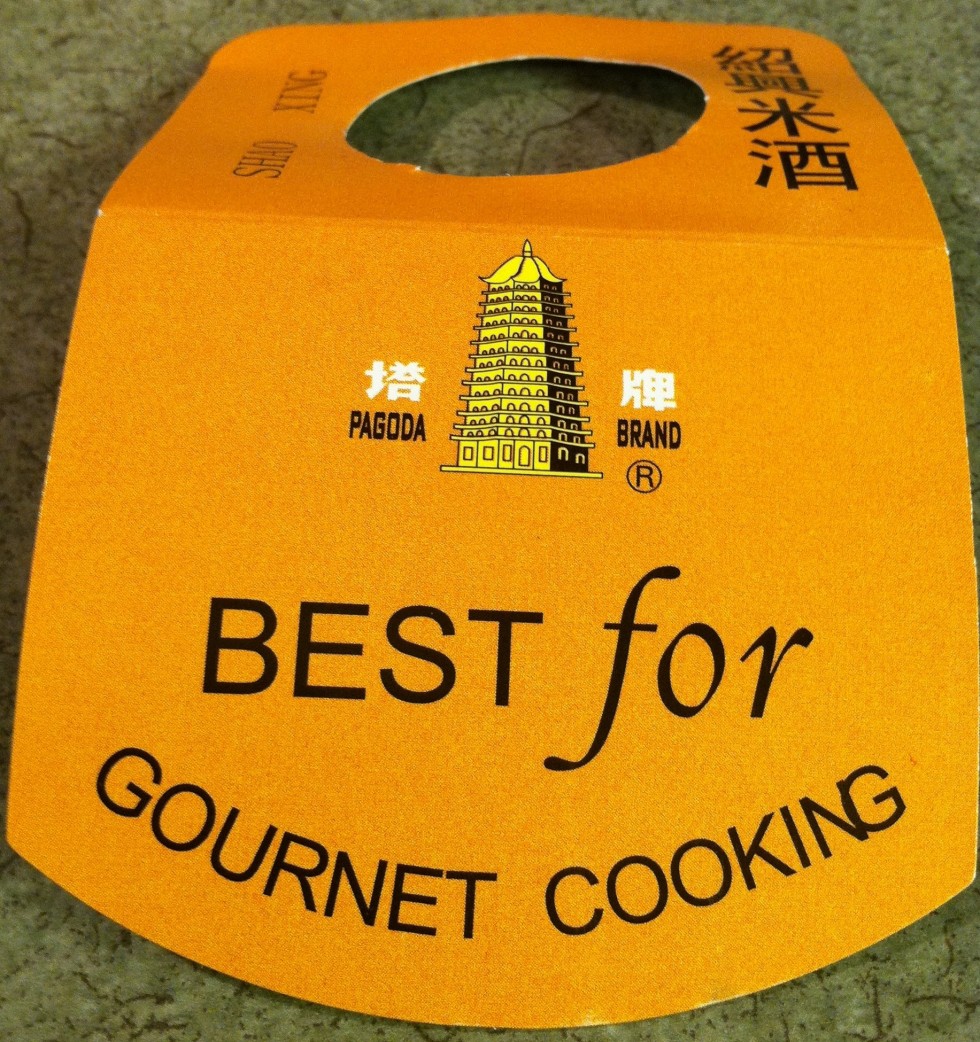 SHAO XING
紹興米酒
塔 牌
PAGODA BRAND
®
BEST for
GOURNET COOKING